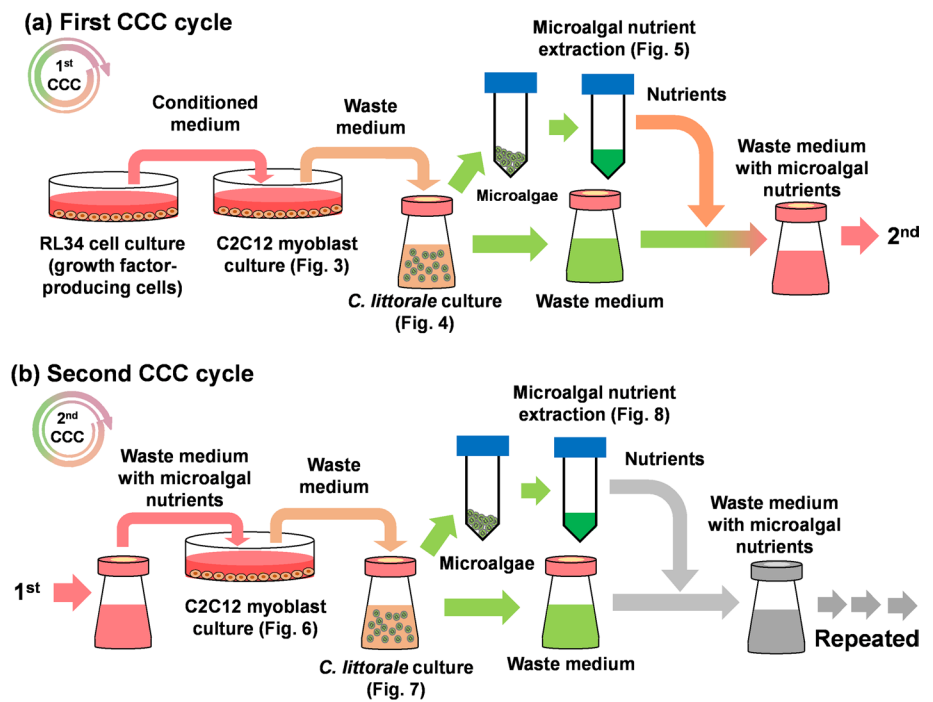 (a) First CCC cycle
1st
CCC
Conditioned
medium
Waste
medium
Microalgal nutrient
extraction (Fig. 5)
Nutrients
Microalgae
Waste medium
with microalgal
nutrients
2nd
RL34 cell culture
(growth factor-
producing cells)
C2C12 myoblast
culture (Fig. 3)
C. littorale culture
(Fig. 4)
Waste medium
(b) Second CCC cycle
2nd
CCC
Waste medium
with microalgal
nutrients
Waste
medium
Microalgal nutrient
extraction (Fig. 8)
Nutrients
Microalgae
Waste medium
with microalgal
nutrients
1st
C2C12 myoblast
culture (Fig. 6)
C. littorale culture
(Fig. 7)
Waste medium
Repeated